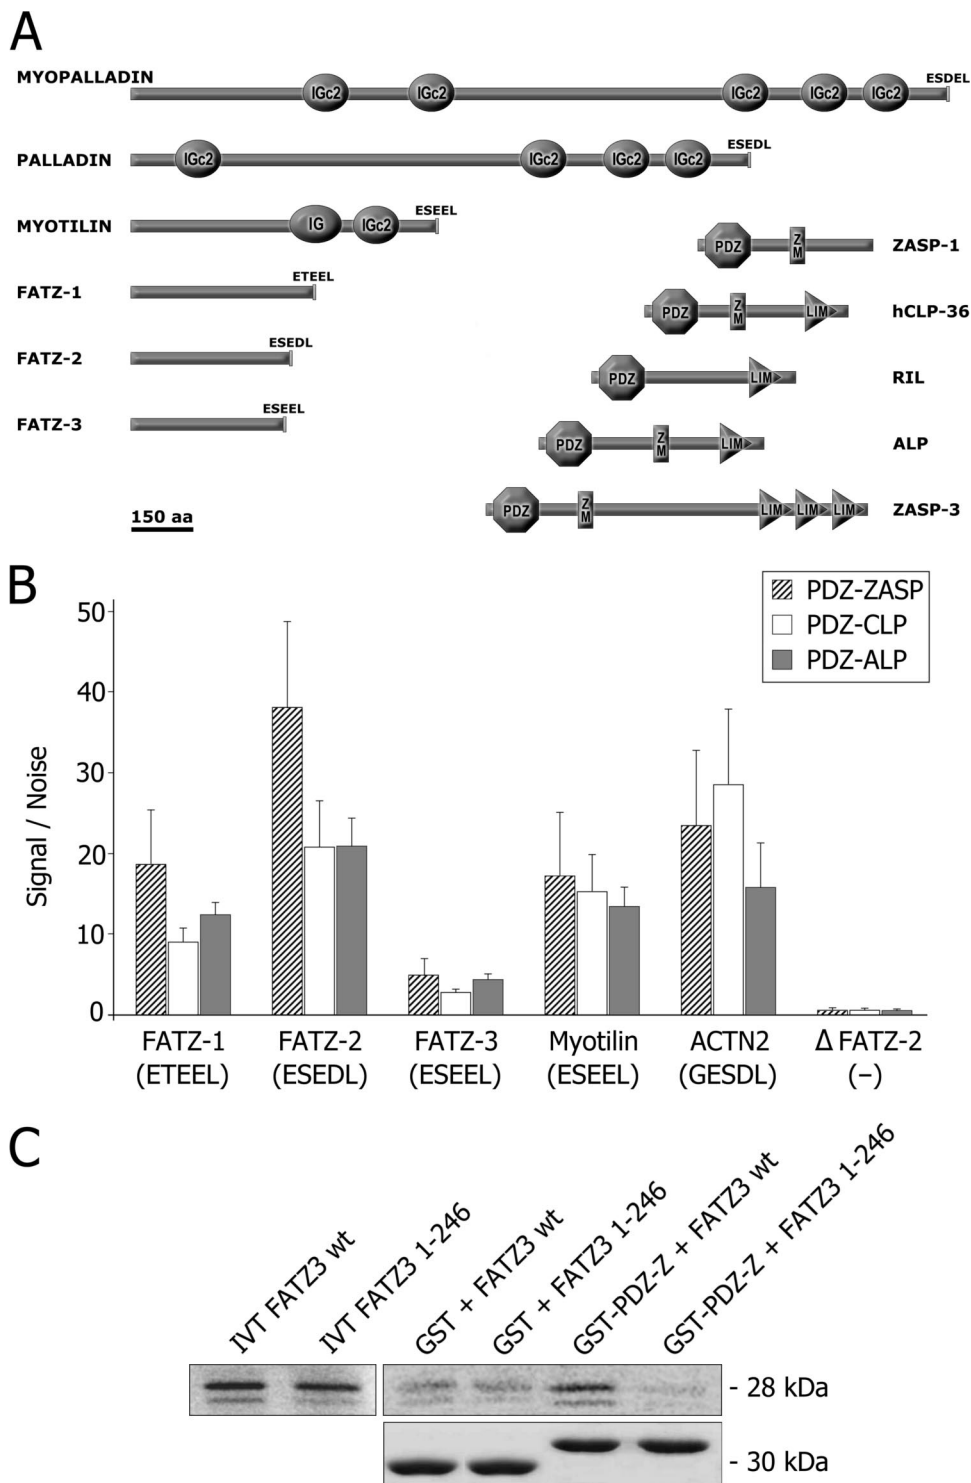 A
MYOPALLADIN
IGc2 IGc2 IGc2 IGc2 IGc2
ESDEL
PALLADIN
IGc2 IGc2 IGc2 IGc2
ESEDL
MYOTILIN
IG IGc2
ESEEL
PDZ ZM
ZASP-1
FATZ-1
ETEEL
PDZ ZM LIM
hCLP-36
FATZ-2
ESEDL
PDZ LIM
RIL
FATZ-3
ESEEL
PDZ ZM LIM
ALP
PDZ ZM LIM LIM LIM
ZASP-3
150 aa
B
PDZ-ZASP
PDZ-CLP
PDZ-ALP
Signal / Noise
50
40
30
20
10
0
FATZ-1 FATZ-2 FATZ-3 Myotilin ACTN2 Δ FATZ-2
(ETEEL) (ESEDL) (ESEEL) (ESEEL) (GESDL) (–)
C
IVT FATZ3 wt
IVT FATZ3 1-246
GST + FATZ3 wt
GST + FATZ3 1-246
GST-PDZ-Z + FATZ3 wt
GST-PDZ-Z + FATZ3 1-246
- 28 kDa
- 30 kDa